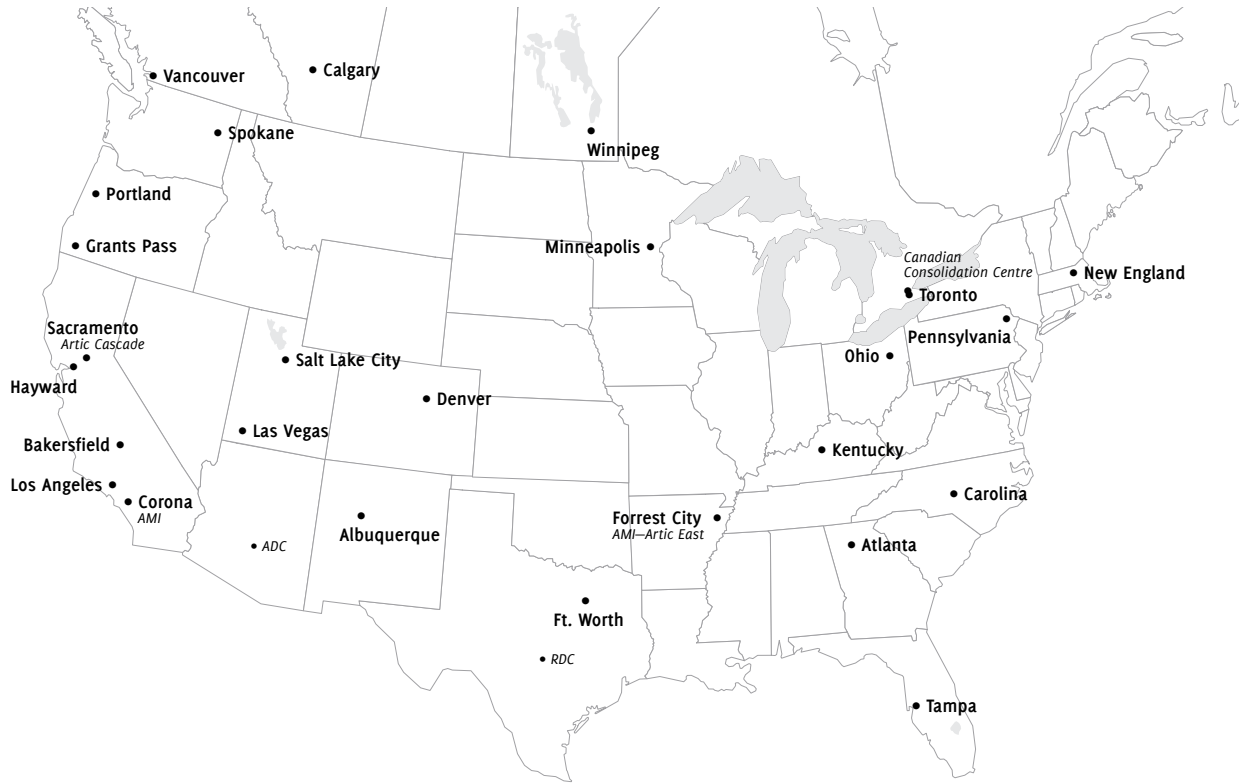 Vancouver
Calgary
Spokane
Winnipeg
Portland
Grants Pass
Minneapolis
Canadian
Consolidation Centre
New England
Toronto
Sacramento
Artic Cascade
Pennsylvania
Ohio
Salt Lake City
Hayward
Denver
Las Vegas
Bakersfield
Kentucky
Los Angeles
Corona
AMI
Carolina
Forrest City
AMI—Artic East
Albuquerque
ADC
Atlanta
Ft. Worth
RDC
Tampa